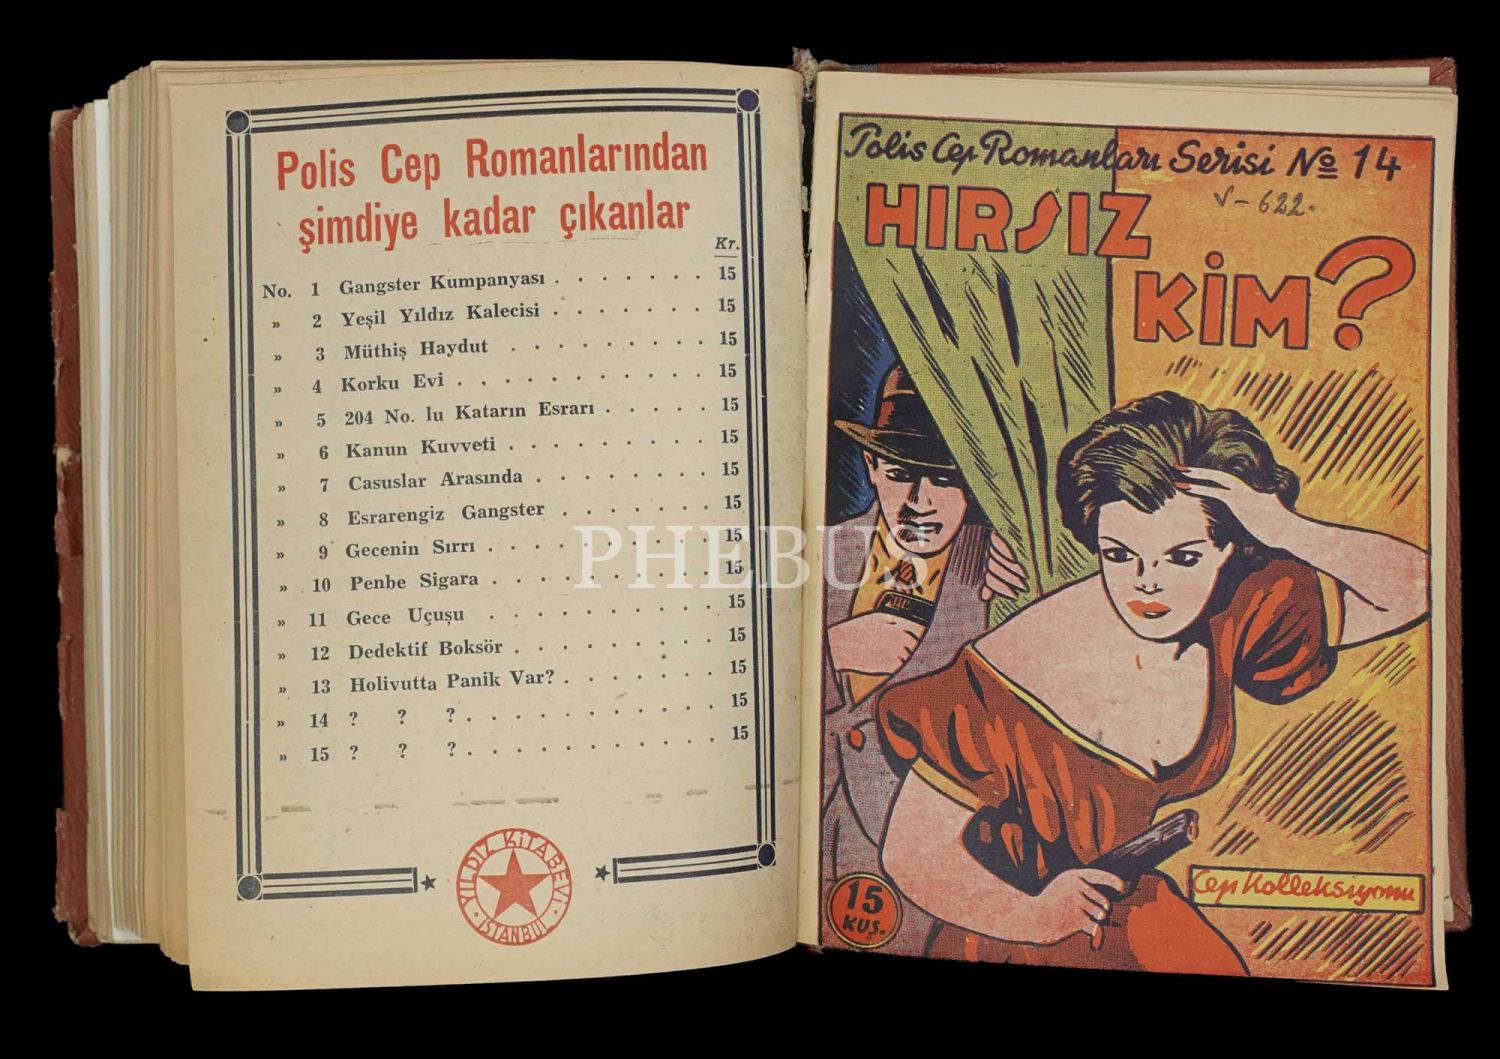 Polis Cep Romanlarından
şimdiye kadar çıkanlar
Kr.
No. 1 Gangster Kumpanyası . . . . . . . 15
» 2 Yeşil Yıldız Kalecisi . . . . . . . 15
» 3 Müthiş Haydut . . . . . . . . . 15
» 4 Korku Evi . . . . . . . . . . . 15
» 5 204 No. lu Katarın Esrarı . . . . . 15
» 6 Kanun Kuvveti . . . . . . . . . 15
» 7 Casuslar Arasında . . . . . . . . 15
» 8 Esrarengiz Gangster . . . . . . . 15
» 9 Gecenin Sırrı . . . . . . . . . . 15
» 10 Penbe Sigara . . . . . . . . . . 15
» 11 Gece Uçuşu . . . . . . . . . . 15
» 12 Dedektif Boksör . . . . . . . . . 15
» 13 Holivutta Panik Var? . . . . . . . 15
» 14 ? ? ? . . . . . . . . . . . 15
» 15 ? ? ? . . . . . . . . . . . 15
YILDIZ KİTABEVİ
· İSTANBUL ·
Polis Cep Romanları Serisi No 14
V-622.
HIRSIZ
KİM?
15
KUŞ.
Cep Kolleksiyonu
PHEBUS